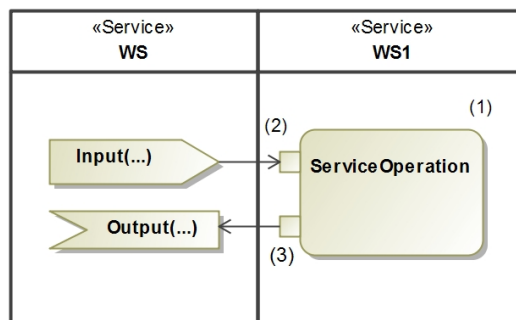 «Service»
WS
«Service»
WS1
(1)
(2)
Input(...)
ServiceOperation
Output(...)
(3)